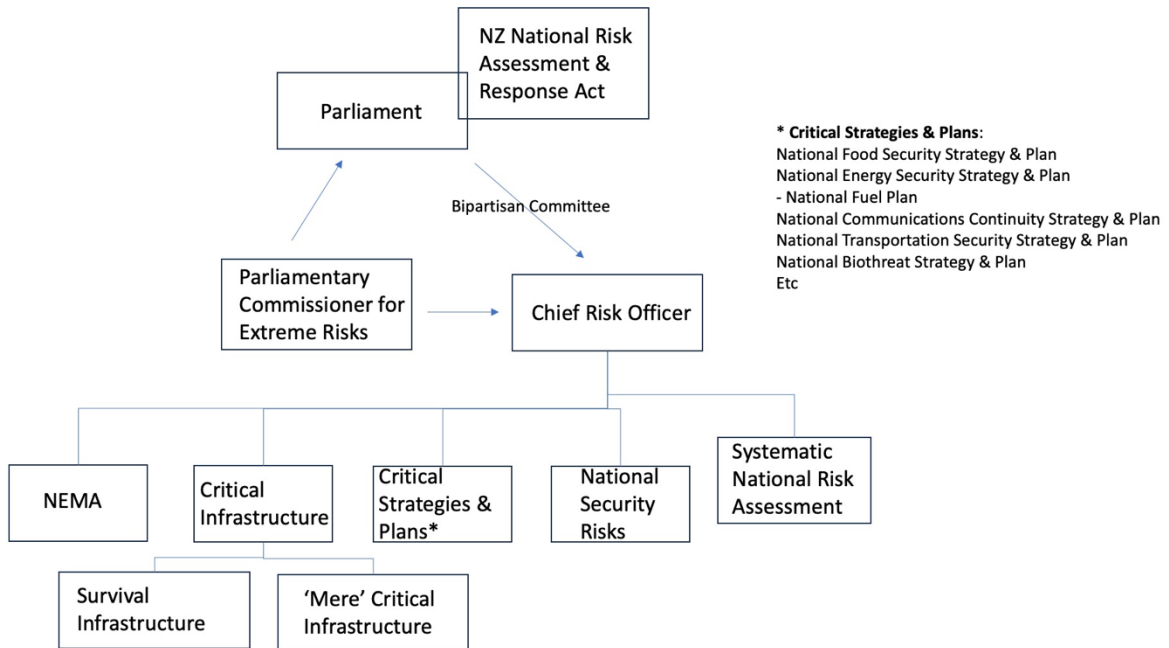 NZ National Risk
Assessment &
Response Act
Parliament
* Critical Strategies & Plans:
National Food Security Strategy & Plan
National Energy Security Strategy & Plan
- National Fuel Plan
National Communications Continuity Strategy & Plan
National Transportation Security Strategy & Plan
National Biothreat Strategy & Plan
Etc
Bipartisan Committee
Parliamentary
Commissioner for
Extreme Risks
Chief Risk Officer
NEMA
Critical
Infrastructure
Critical
Strategies &
Plans*
National
Security
Risks
Systematic
National Risk
Assessment
Survival
Infrastructure
‘Mere’ Critical
Infrastructure